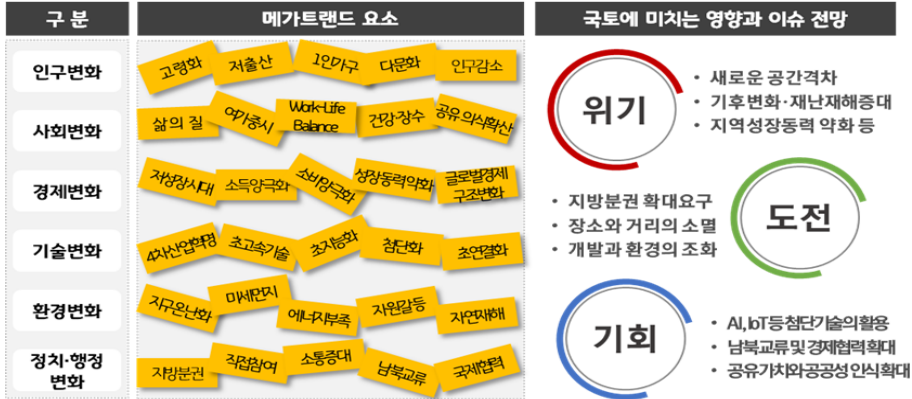 구 분
메가트랜드 요소
국토에 미치는 영향과 이슈 전망
인구변화
고령화
저출산
1인가구
다문화
인구감소
사회변화
삶의 질
여가중시
Work-Life
Balance
건강·장수
공유 의식확산
경제변화
저성장시대
소득양극화
소비양극화
성장동력약화
글로벌경제
구조변화
기술변화
4차산업혁명
초고속기술
초지능화
첨단화
초연결화
환경변화
지구온난화
미세먼지
에너지부족
자원갈등
자연재해
정치·행정
변화
지방분권
직접참여
소통증대
남북교류
국제협력
위기
• 새로운 공간격차
• 기후변화·재난재해증대
• 지역성장동력 약화 등
• 지방분권 확대요구
• 장소와 거리의 소멸
• 개발과 환경의 조화
도전
기회
• AI, IoT등 첨단기술의 활용
• 남북교류 및 경제협력 확대
• 공유가치와 공공성 인식 확대